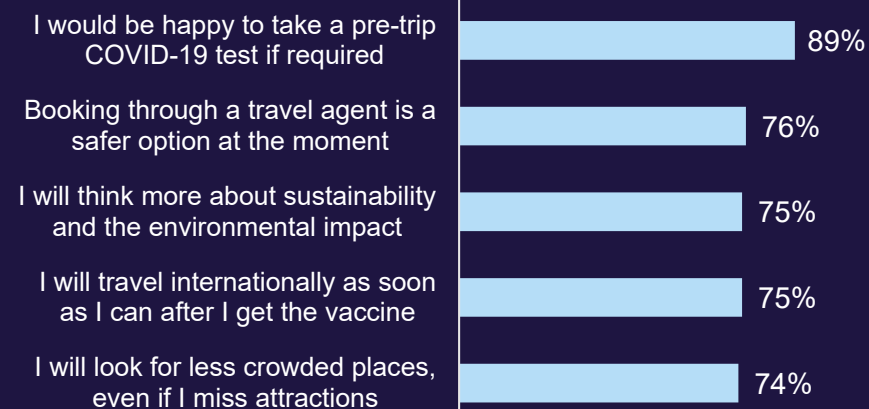 I would be happy to take a pre-trip
COVID-19 test if required
89%
Booking through a travel agent is a
safer option at the moment
76%
I will think more about sustainability
and the environmental impact
75%
I will travel internationally as soon
as I can after I get the vaccine
75%
I will look for less crowded places,
even if I miss attractions
74%